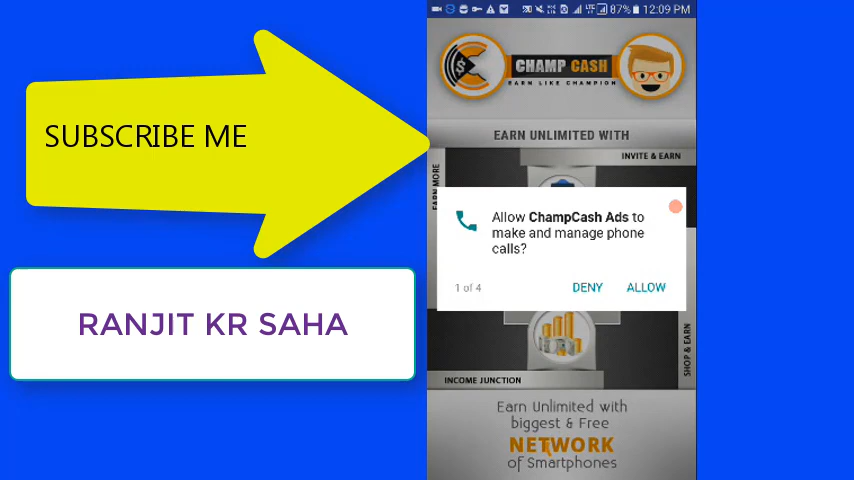 SUBSCRIBE ME
RANJIT KR SAHA
87% 12:09 PM
CHAMP CASH
EARN LIKE CHAMPION
EARN UNLIMITED WITH
INVITE & EARN
EARN MORE
Allow ChampCash Ads to
make and manage phone
calls?
1 of 4
DENY
ALLOW
SHOP & EARN
INCOME JUNCTION
Earn Unlimited with
biggest & Free
NETWORK
of Smartphones